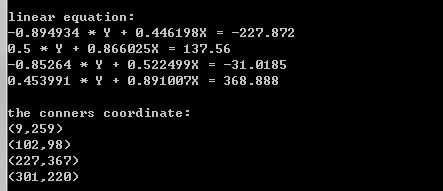 linear equation:
-0.894934 * Y + 0.446198X = -227.872
0.5 * Y + 0.866025X = 137.56
-0.85264 * Y + 0.522499X = -31.0185
0.453991 * Y + 0.891007X = 368.888
the conners coordinate:
(9,259)
(102,98)
(227,367)
(301,220)